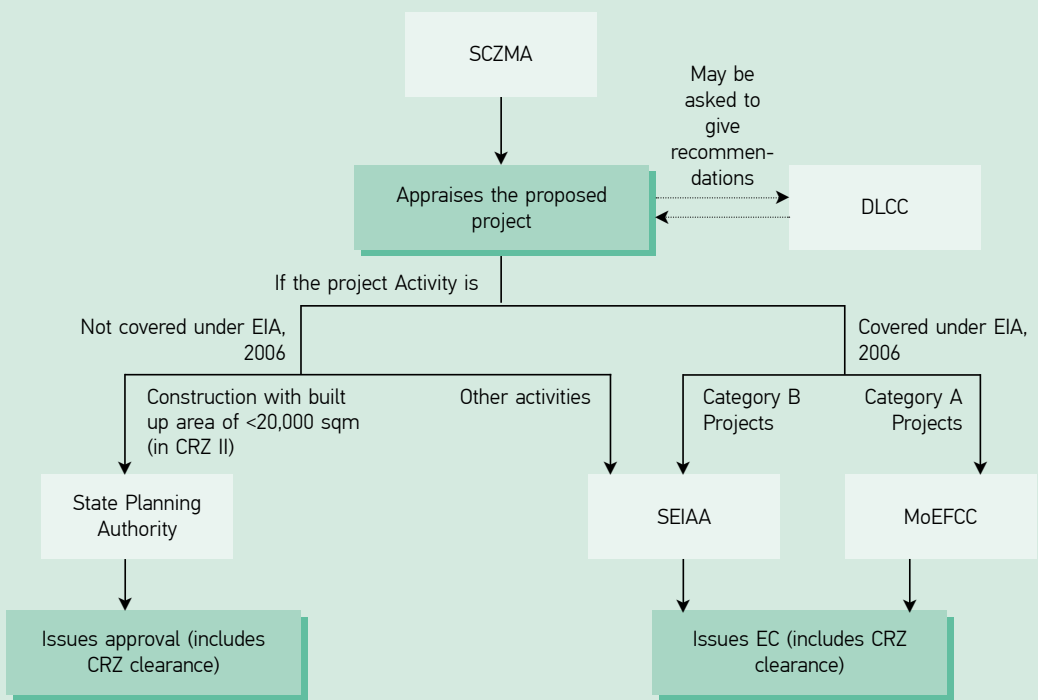 SCZMA
May be
asked to
give
recommen-
dations
Appraises the proposed
project
DLCC
If the project Activity is
Not covered under EIA,
2006
Covered under EIA,
2006
Construction with built
up area of <20,000 sqm
(in CRZ II)
Other activities
Category B
Projects
Category A
Projects
State Planning
Authority
SEIAA
MoEFCC
Issues approval (includes
CRZ clearance)
Issues EC (includes CRZ
clearance)